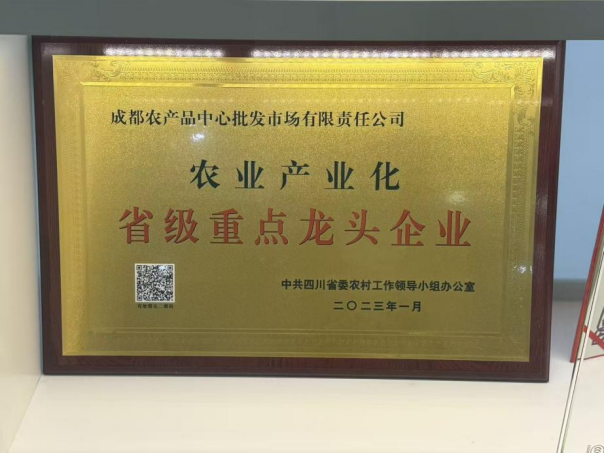 成都农产品中心批发市场有限责任公司
农业产业化
省级重点龙头企业
中共四川省委农村工作领导小组办公室
二〇二三年一月